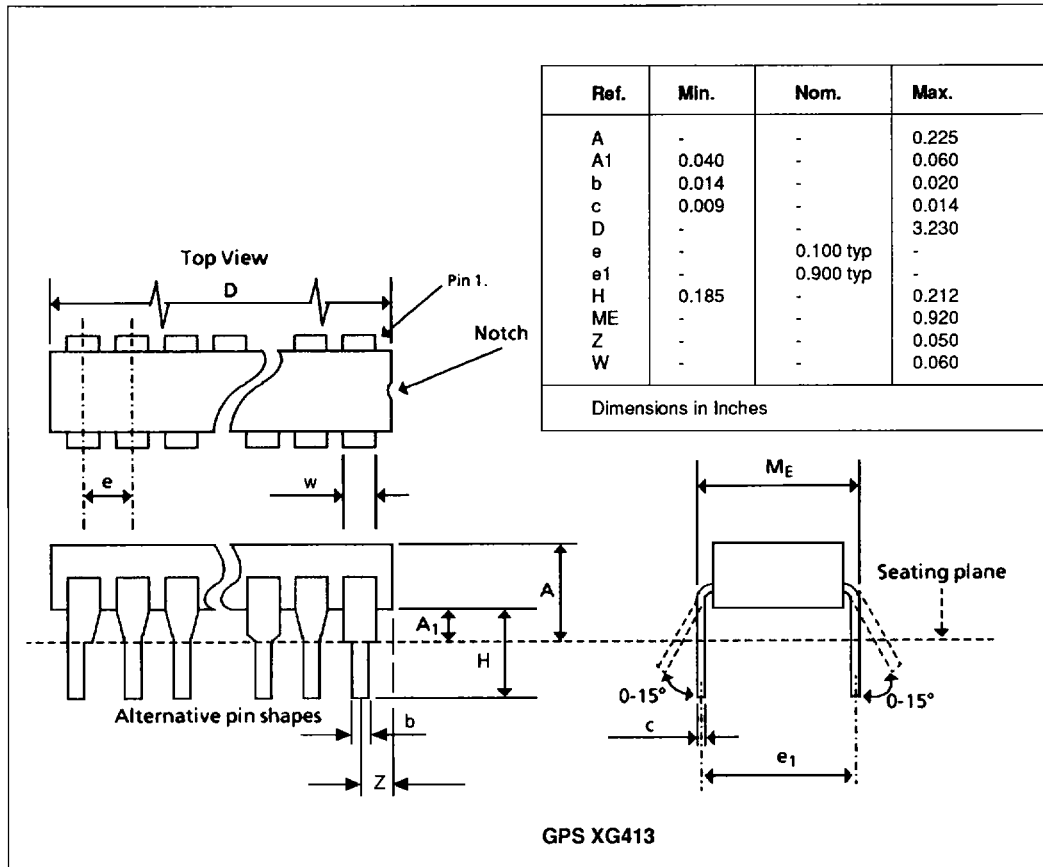 Ref. Min. Nom. Max.
A - - 0.225
A1 0.040 - 0.060
b 0.014 - 0.020
c 0.009 - 0.014
D - - 3.230
e - 0.100 typ -
e1 - 0.900 typ -
H 0.185 - 0.212
ME - - 0.920
Z - - 0.050
W - - 0.060
Dimensions in Inches
Top View
D
Pin 1.
Notch
e
w
ME
A
A1
H
Seating plane
0-15°
0-15°
Alternative pin shapes
b
c
Z
e1
GPS XG413